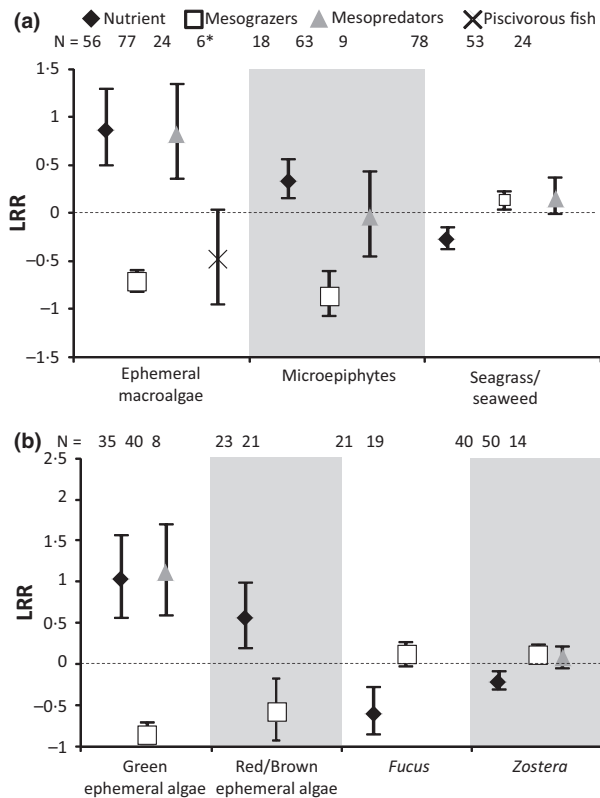 (a) Nutrient Mesograzers Mesopredators Piscivorous fish
N = 56 77 24 6* 18 63 9 78 53 24
1·5
1
0·5
0
−0·5
−1
−1·5
LRR
Ephemeral macroalgae
Microepiphytes
Seagrass/
seaweed
(b) N = 35 40 8 23 21 21 19 40 50 14
2·5
2
1·5
1
0·5
0
−0·5
−1
LRR
Green
ephemeral algae
Red/Brown
ephemeral algae
Fucus
Zostera